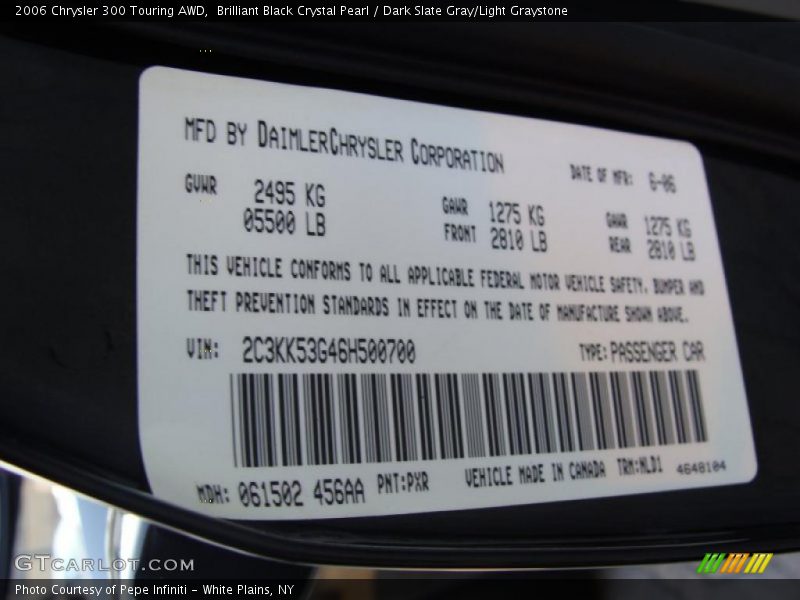 2006 Chrysler 300 Touring AWD,  Brilliant Black Crystal Pearl / Dark Slate Gray/Light Graystone
MFD BY DAIMLERCHRYSLER CORPORATION
DATE OF MFR: 6-06
GVWR 2495 KG
05500 LB
GAWR 1275 KG
FRONT 2810 LB
GAWR 1275 KG
REAR 2810 LB
THIS VEHICLE CONFORMS TO ALL APPLICABLE FEDERAL MOTOR VEHICLE SAFETY, BUMPER AND
THEFT PREVENTION STANDARDS IN EFFECT ON THE DATE OF MANUFACTURE SHOWN ABOVE.
VIN: 2C3KK53G46H500700
TYPE: PASSENGER CAR
MDH: 061502 456AA PNT:PXR VEHICLE MADE IN CANADA TRM:NLD1 4648104
GTCARLOT.COM
Photo Courtesy of Pepe Infiniti - White Plains, NY